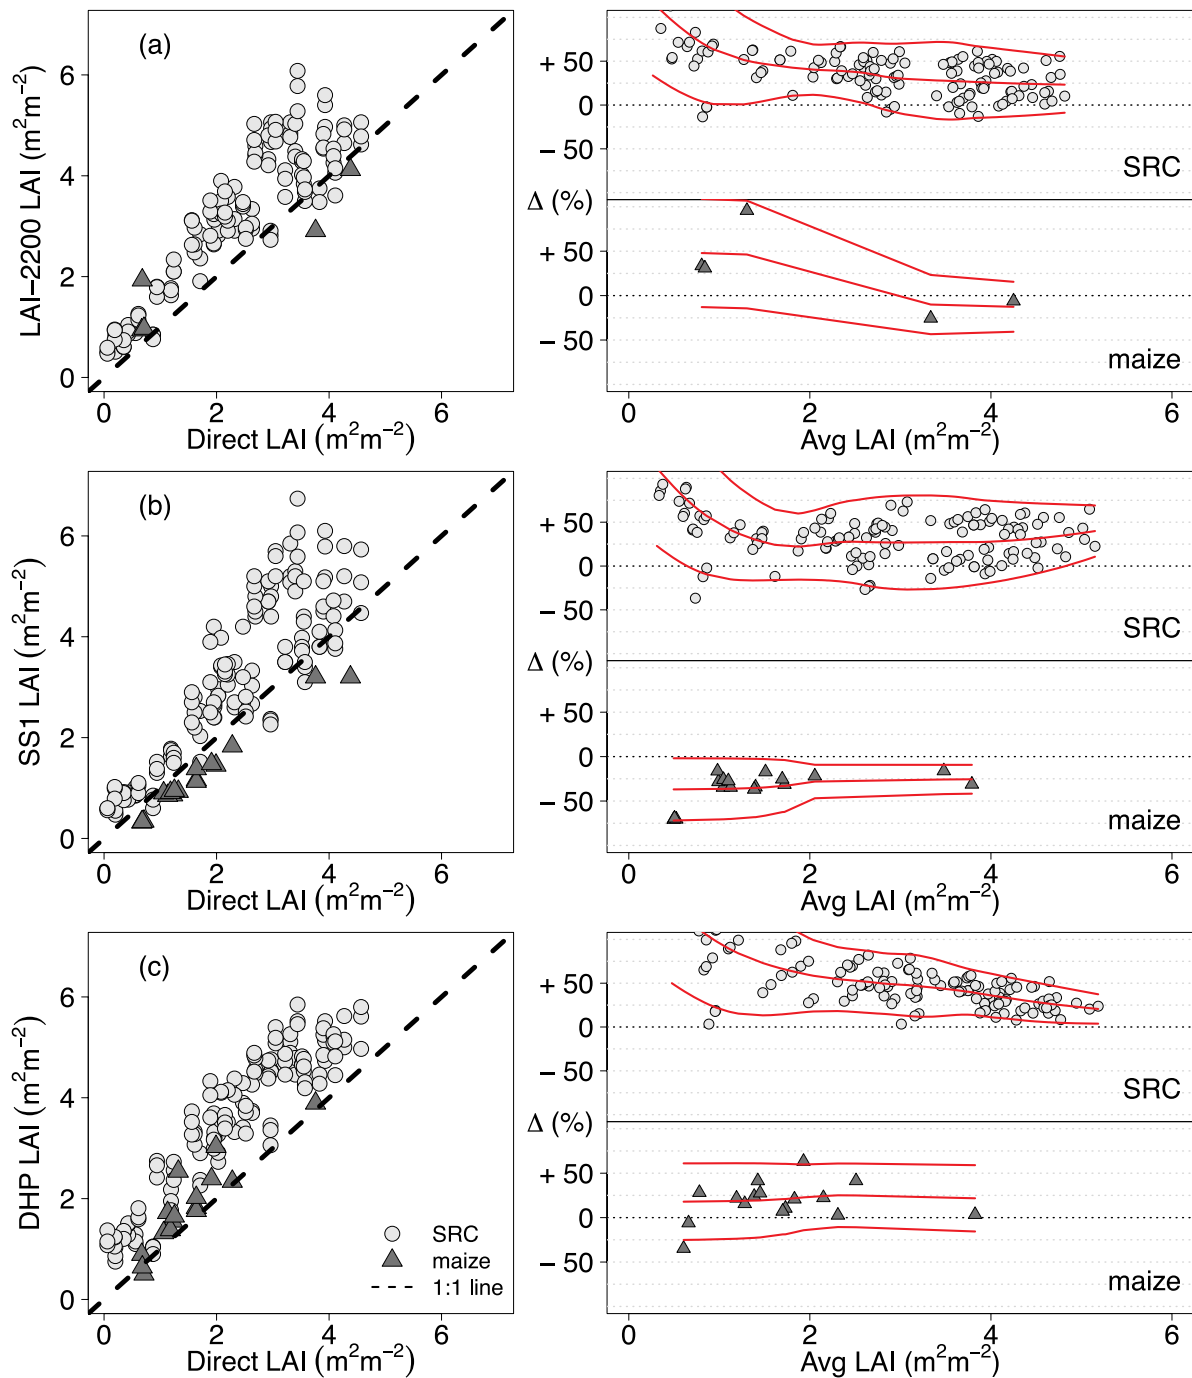 (a)
LAI−2200 LAI (m²m⁻²)
6
4
2
0
0 2 4 6
Direct LAI (m²m⁻²)
+ 50
0
− 50
SRC
Δ (%)
+ 50
0
− 50
maize
0 2 4 6
Avg LAI (m²m⁻²)
(b)
SS1 LAI (m²m⁻²)
6
4
2
0
0 2 4 6
Direct LAI (m²m⁻²)
+ 50
0
− 50
SRC
Δ (%)
+ 50
0
− 50
maize
0 2 4 6
Avg LAI (m²m⁻²)
(c)
DHP LAI (m²m⁻²)
6
4
2
0
SRC
maize
1:1 line
0 2 4 6
Direct LAI (m²m⁻²)
+ 50
0
− 50
SRC
Δ (%)
+ 50
0
− 50
maize
0 2 4 6
Avg LAI (m²m⁻²)